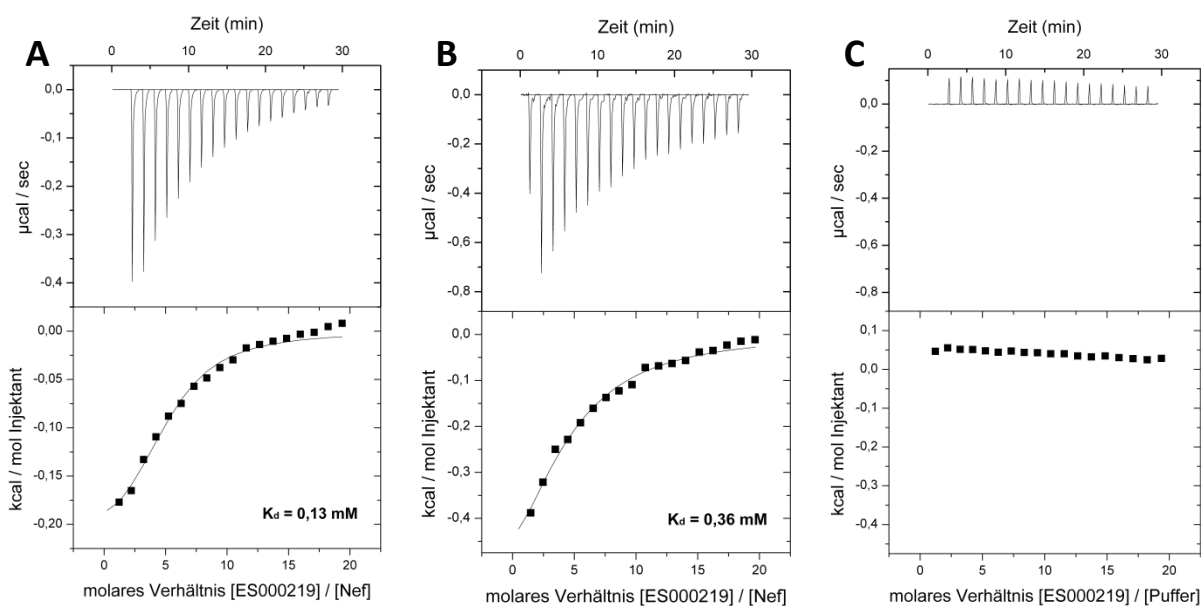 A
Zeit (min)
0 10 20 30
0,0
-0,1
-0,2
-0,3
-0,4
µcal / sec
0,00
-0,05
-0,10
-0,15
-0,20
kcal / mol Injektant
Kd = 0,13 mM
0 5 10 15 20
molares Verhältnis [ES000219] / [Nef]
B
Zeit (min)
0 10 20 30
0,0
-0,2
-0,4
-0,6
-0,8
µcal / sec
0,0
-0,1
-0,2
-0,3
-0,4
kcal / mol Injektant
Kd = 0,36 mM
0 5 10 15 20
molares Verhältnis [ES000219] / [Nef]
C
Zeit (min)
0 10 20 30
0,0
-0,2
-0,4
-0,6
-0,8
µcal / sec
0,1
0,0
-0,1
-0,2
-0,3
-0,4
kcal / mol Injektant
0 5 10 15 20
molares Verhältnis [ES000219] / [Puffer]